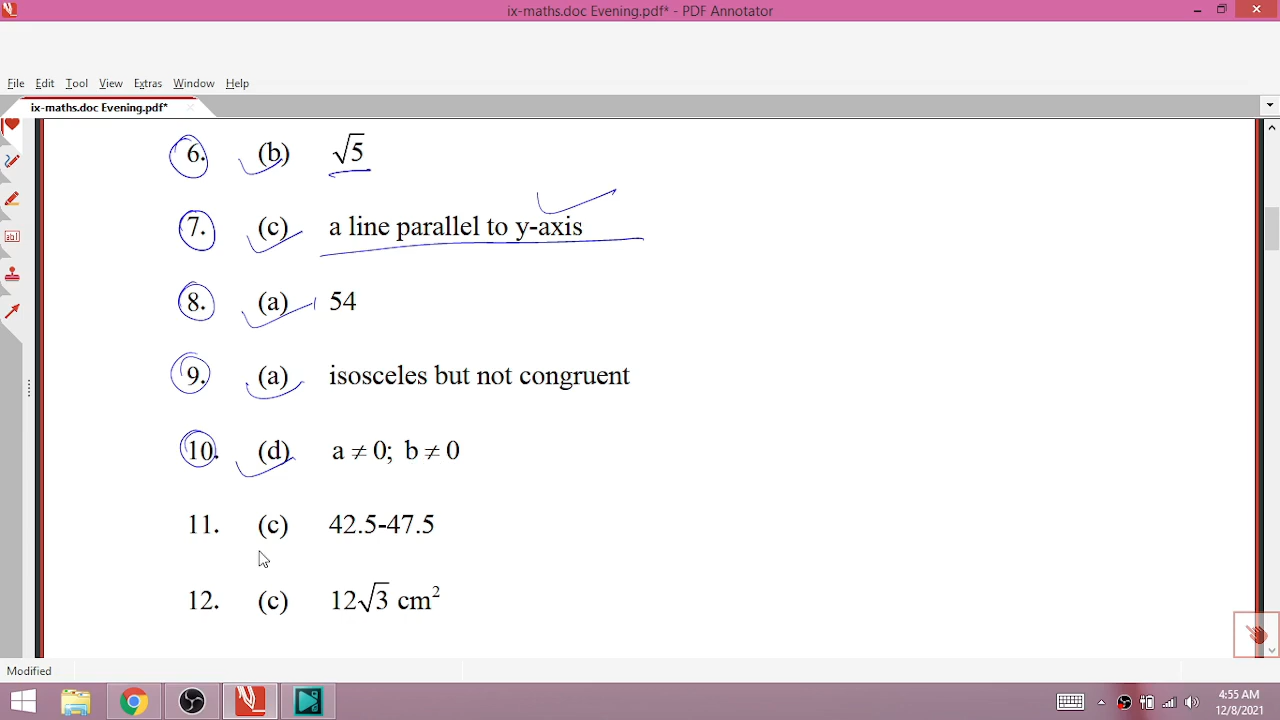 ix-maths.doc Evening.pdf* - PDF Annotator
File Edit Tool View Extras Window Help
ix-maths.doc Evening.pdf*
6. (b) √5
7. (c) a line parallel to y-axis
8. (a) 54
9. (a) isosceles but not congruent
10. (d) a ≠ 0; b ≠ 0
11. (c) 42.5-47.5
12. (c) 12√3 cm²
Modified
4:55 AM
12/8/2021